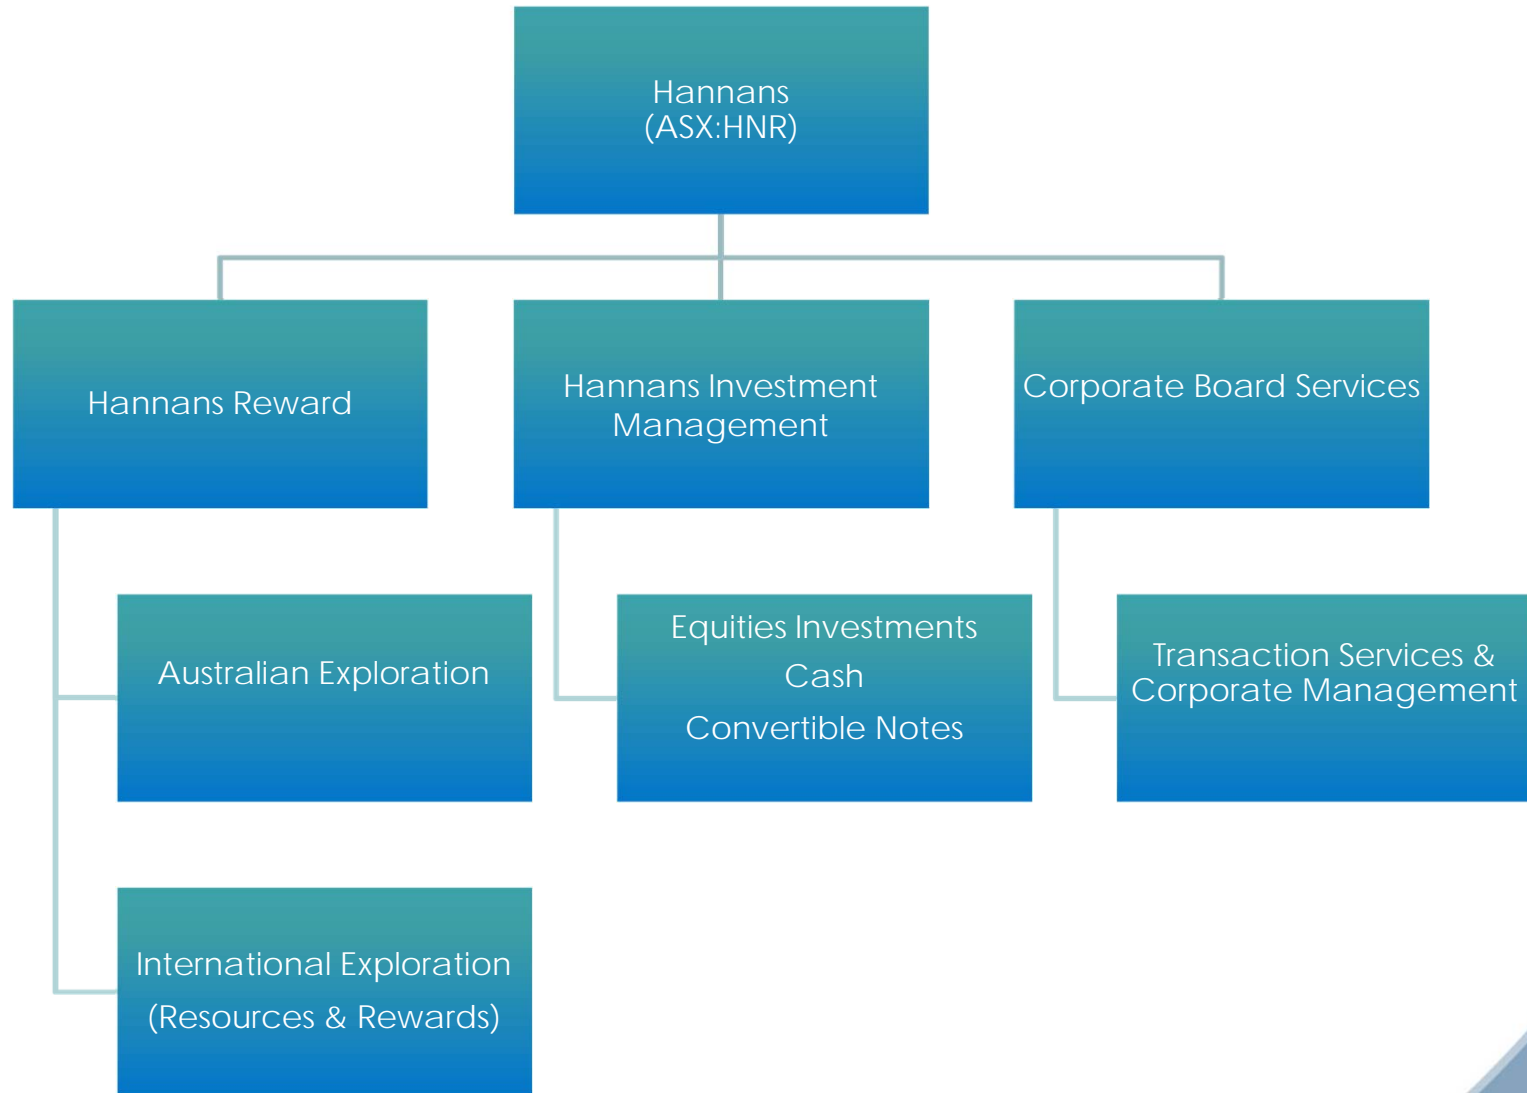 Hannans
(ASX:HNR)
Hannans Reward
Hannans Investment
Management
Corporate Board Services
Australian Exploration
Equities Investments
Cash
Convertible Notes
Transaction Services &
Corporate Management
International Exploration
(Resources & Rewards)